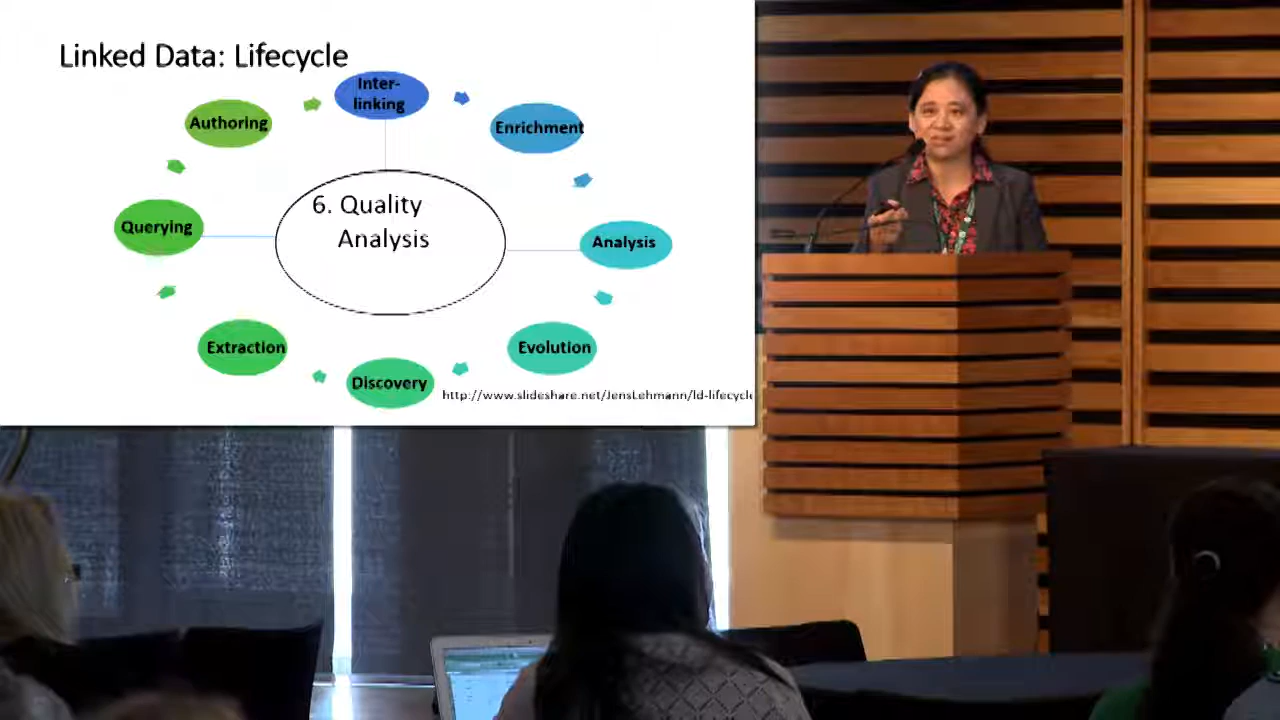 Linked Data: Lifecycle
Inter-
linking
Authoring
Enrichment
6. Quality
Analysis
Querying
Analysis
Extraction
Evolution
Discovery
http://www.slideshare.net/JensLehmann/ld-lifecycle